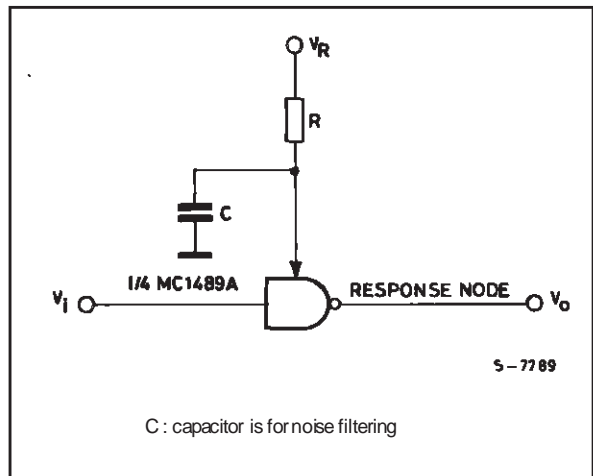 VR
R
C
1/4 MC1489A
Vi
RESPONSE NODE
Vo
S-7789
C : capacitor is for noise filtering